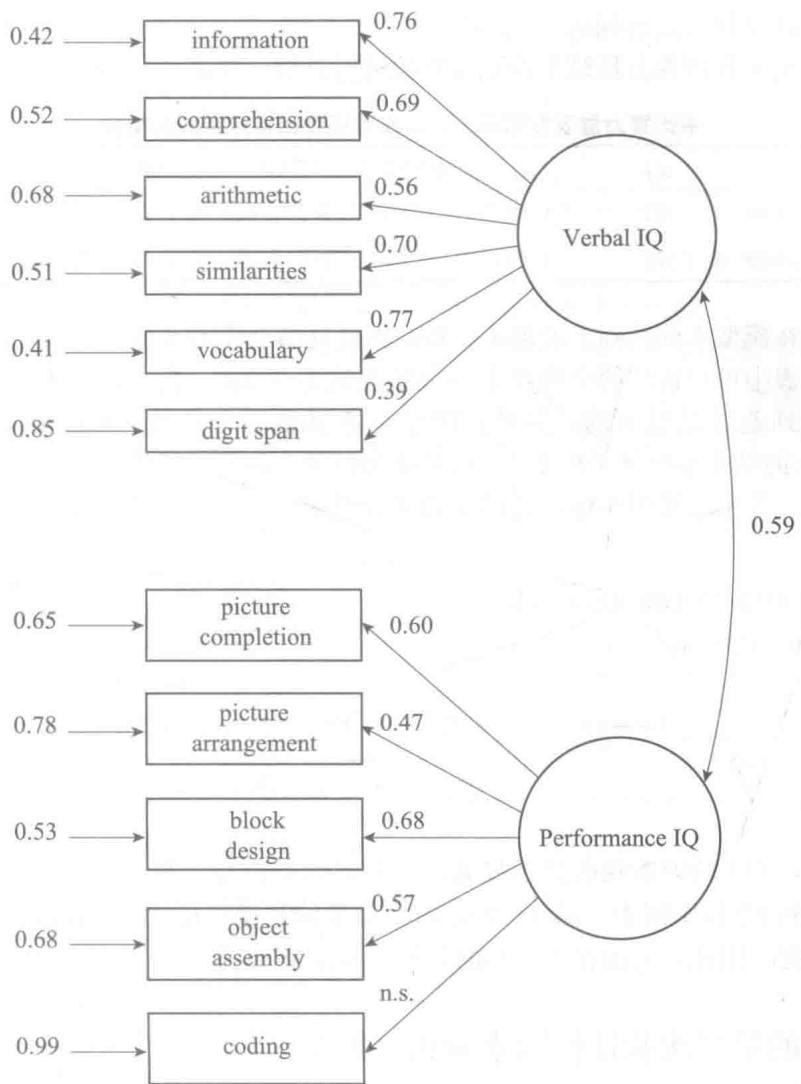 0.42 information 0.76
0.52 comprehension 0.69
0.68 arithmetic 0.56
Verbal IQ
0.51 similarities 0.70
0.41 vocabulary 0.77
0.85 digit span 0.39
0.59
0.65 picture
completion 0.60
0.78 picture
arrangement 0.47
0.53 block
design 0.68
Performance IQ
0.68 object
assembly 0.57
n.s.
0.99 coding